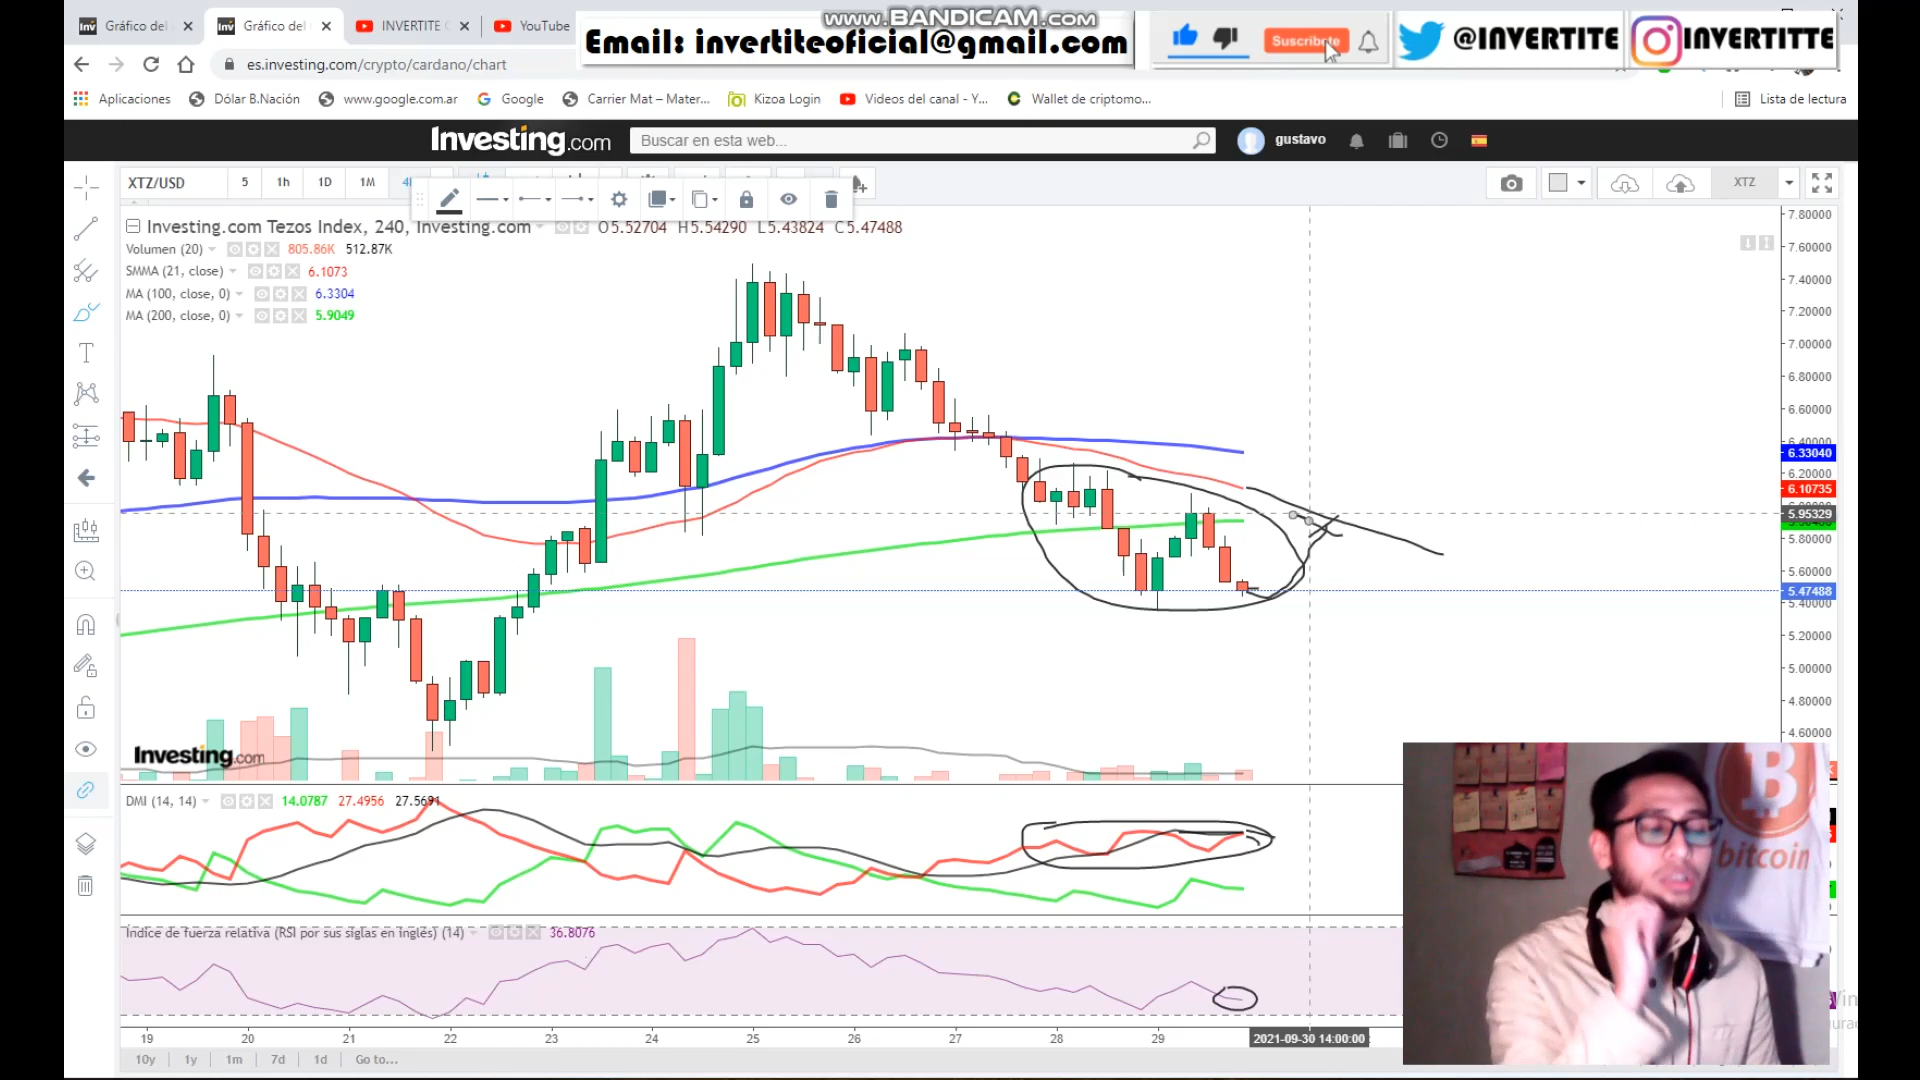 www.BANDICAM.com
Gráfico del
Gráfico del
INVERTITE C
YouTube
Email: invertiteoficial@gmail.com
Suscribete
@INVERTITE
INVERTITTE
es.investing.com/crypto/cardano/chart
Aplicaciones
Dólar B.Nación
www.google.com.ar
Google
Carrier Mat – Mater...
Kizoa Login
Videos del canal - Y...
Wallet de criptomo...
Lista de lectura
Investing.com
Buscar en esta web...
gustavo
XTZ/USD
5
1h
1D
1M
XTZ
Investing.com Tezos Index, 240, Investing.com
O5.52704 H5.54290 L5.43824 C5.47488
Volumen (20) 805.86K 512.87K
SMMA (21, close) 6.1073
MA (100, close, 0) 6.3304
MA (200, close, 0) 5.9049
7.80000
7.60000
7.40000
7.20000
7.00000
6.80000
6.60000
6.40000
6.33040
6.20000
6.10735
5.95329
5.80000
5.60000
5.47488
5.40000
5.20000
5.00000
4.80000
4.60000
Investing.com
DMI (14, 14) 14.0787 27.4956 27.5691
Índice de fuerza relativa (RSI por sus siglas en inglés) (14) 36.8076
bitcoin
19
20
21
22
23
24
25
26
27
28
29
2021-09-30 14:00:00
10y
1y
1m
7d
1d
Go to...